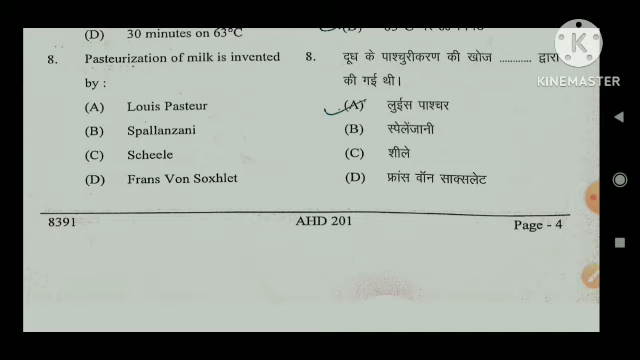 (D) 30 minutes on 63°C
8. Pasteurization of milk is invented
by :
(A) Louis Pasteur
(B) Spallanzani
(C) Scheele
(D) Frans Von Soxhlet
8. दूध के पाश्चुरीकरण की खोज ............ द्वारा
की गई थी।
(A) लुईस पाश्चर
(B) स्पेलेंजानी
(C) शीले
(D) फ्रांस वॉन साक्सलेट
8391 AHD 201 Page - 4
KINEMASTER